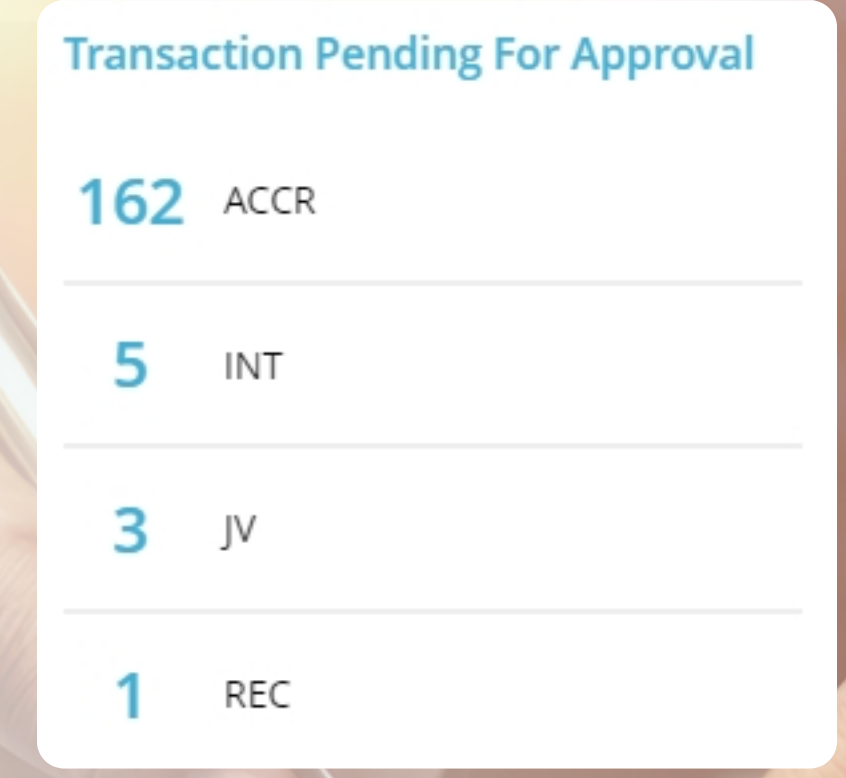 Transaction Pending For Approval
162 ACCR
5 INT
3 JV
1 REC